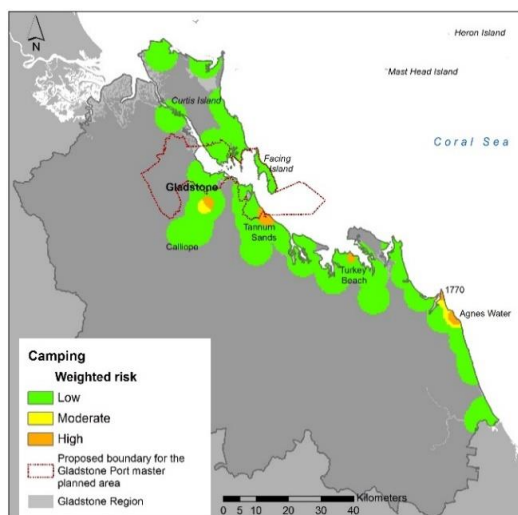 N
Heron Island
Mast Head Island
Curtis Island
Coral Sea
Facing
Island
Gladstone
Tannum
Sands
Calliope
Turkey
Beach
1770
Agnes Water
Camping
Weighted risk
Low
Moderate
High
Proposed boundary for the
Gladstone Port master
planned area
Gladstone Region
Kilometers
0 5 10 20 30 40